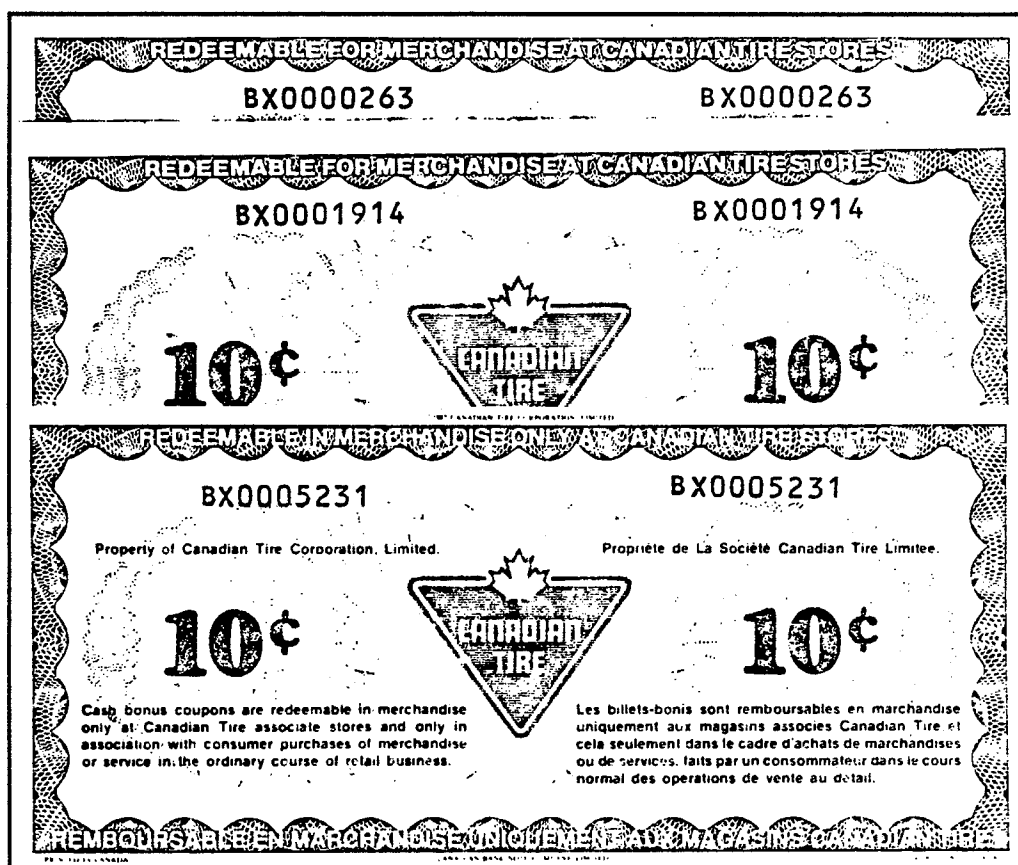 REDEEMABLE FOR MERCHANDISE AT CANADIAN TIRE STORES
BX0000263 BX0000263
REDEEMABLE FOR MERCHANDISE AT CANADIAN TIRE STORES
BX0001914 BX0001914
10¢ CANADIAN TIRE 10¢
CANADIAN TIRE CORPORATION, LIMITED
REDEEMABLE IN MERCHANDISE ONLY AT CANADIAN TIRE STORES
BX0005231 BX0005231
Property of Canadian Tire Corporation, Limited.
Propriéte de La Société Canadian Tire Limitee.
10¢ CANADIAN TIRE 10¢
Cash bonus coupons are redeemable in merchandise
only at Canadian Tire associate stores and only in
association with consumer purchases of merchandise
or service in the ordinary course of retail business.
Les billets-bonis sont remboursables en marchandise
uniquement aux magasins associes Canadian Tire et
cela seulement dans le cadre d'achats de marchandises
ou de services, faits par un consommateur dans le cours
normal des operations de vente au détail.
REMBOURSABLE EN MARCHANDISE UNIQUEMENT AUX MAGASINS CANADIAN TIRE